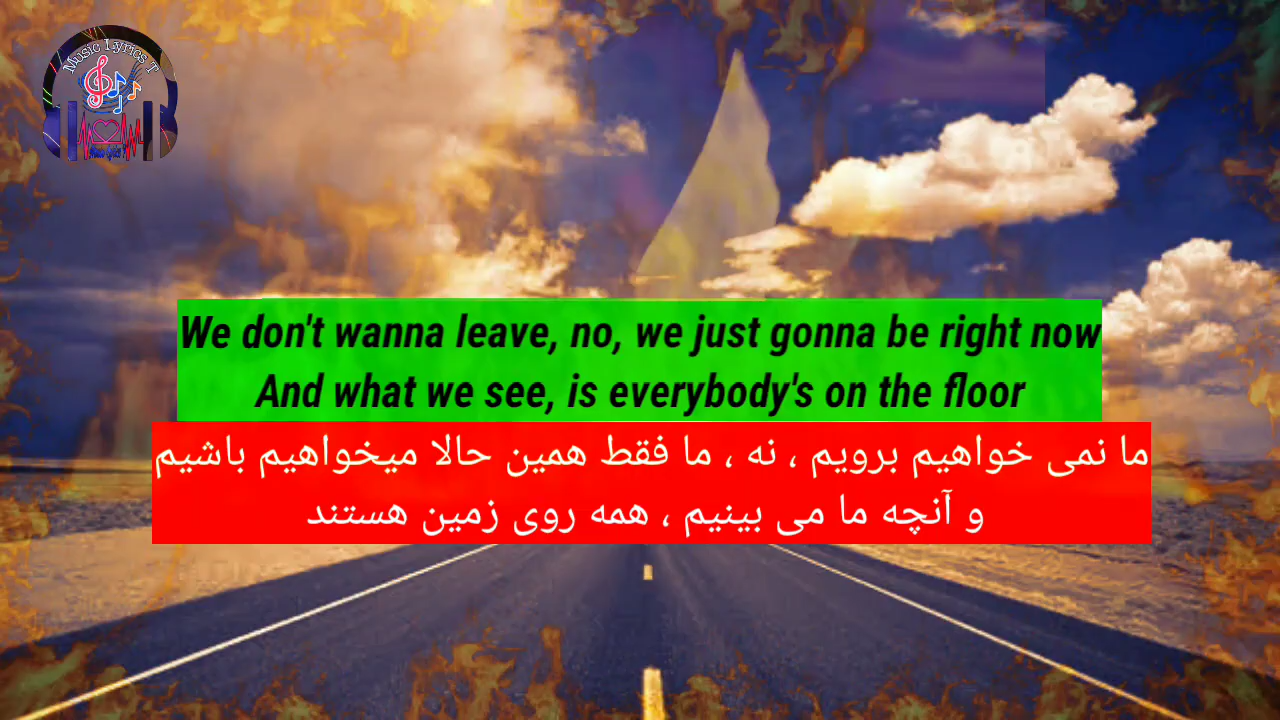 Music Lyrics T
We don't wanna leave, no, we just gonna be right now
And what we see, is everybody's on the floor
ما نمی خواهیم برویم ، نه ، ما فقط همین حالا میخواهیم باشیم
و آنچه ما می بینیم ، همه روی زمین هستند